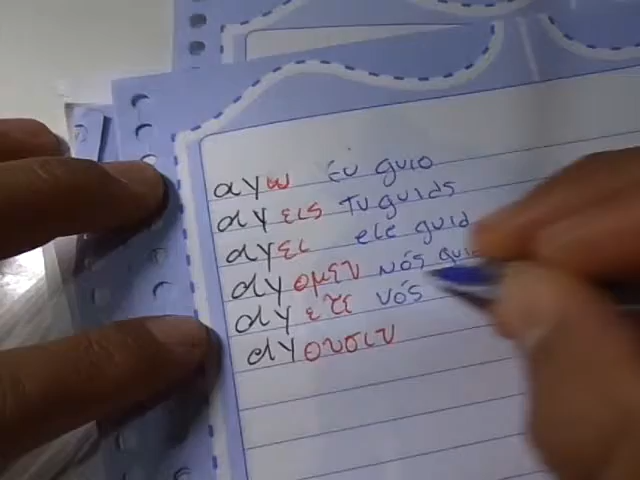 αγω Eu guio
αγεις Tu guias
αγει ele guia
αγομεν Nós
αγετε Vós
αγουσιν